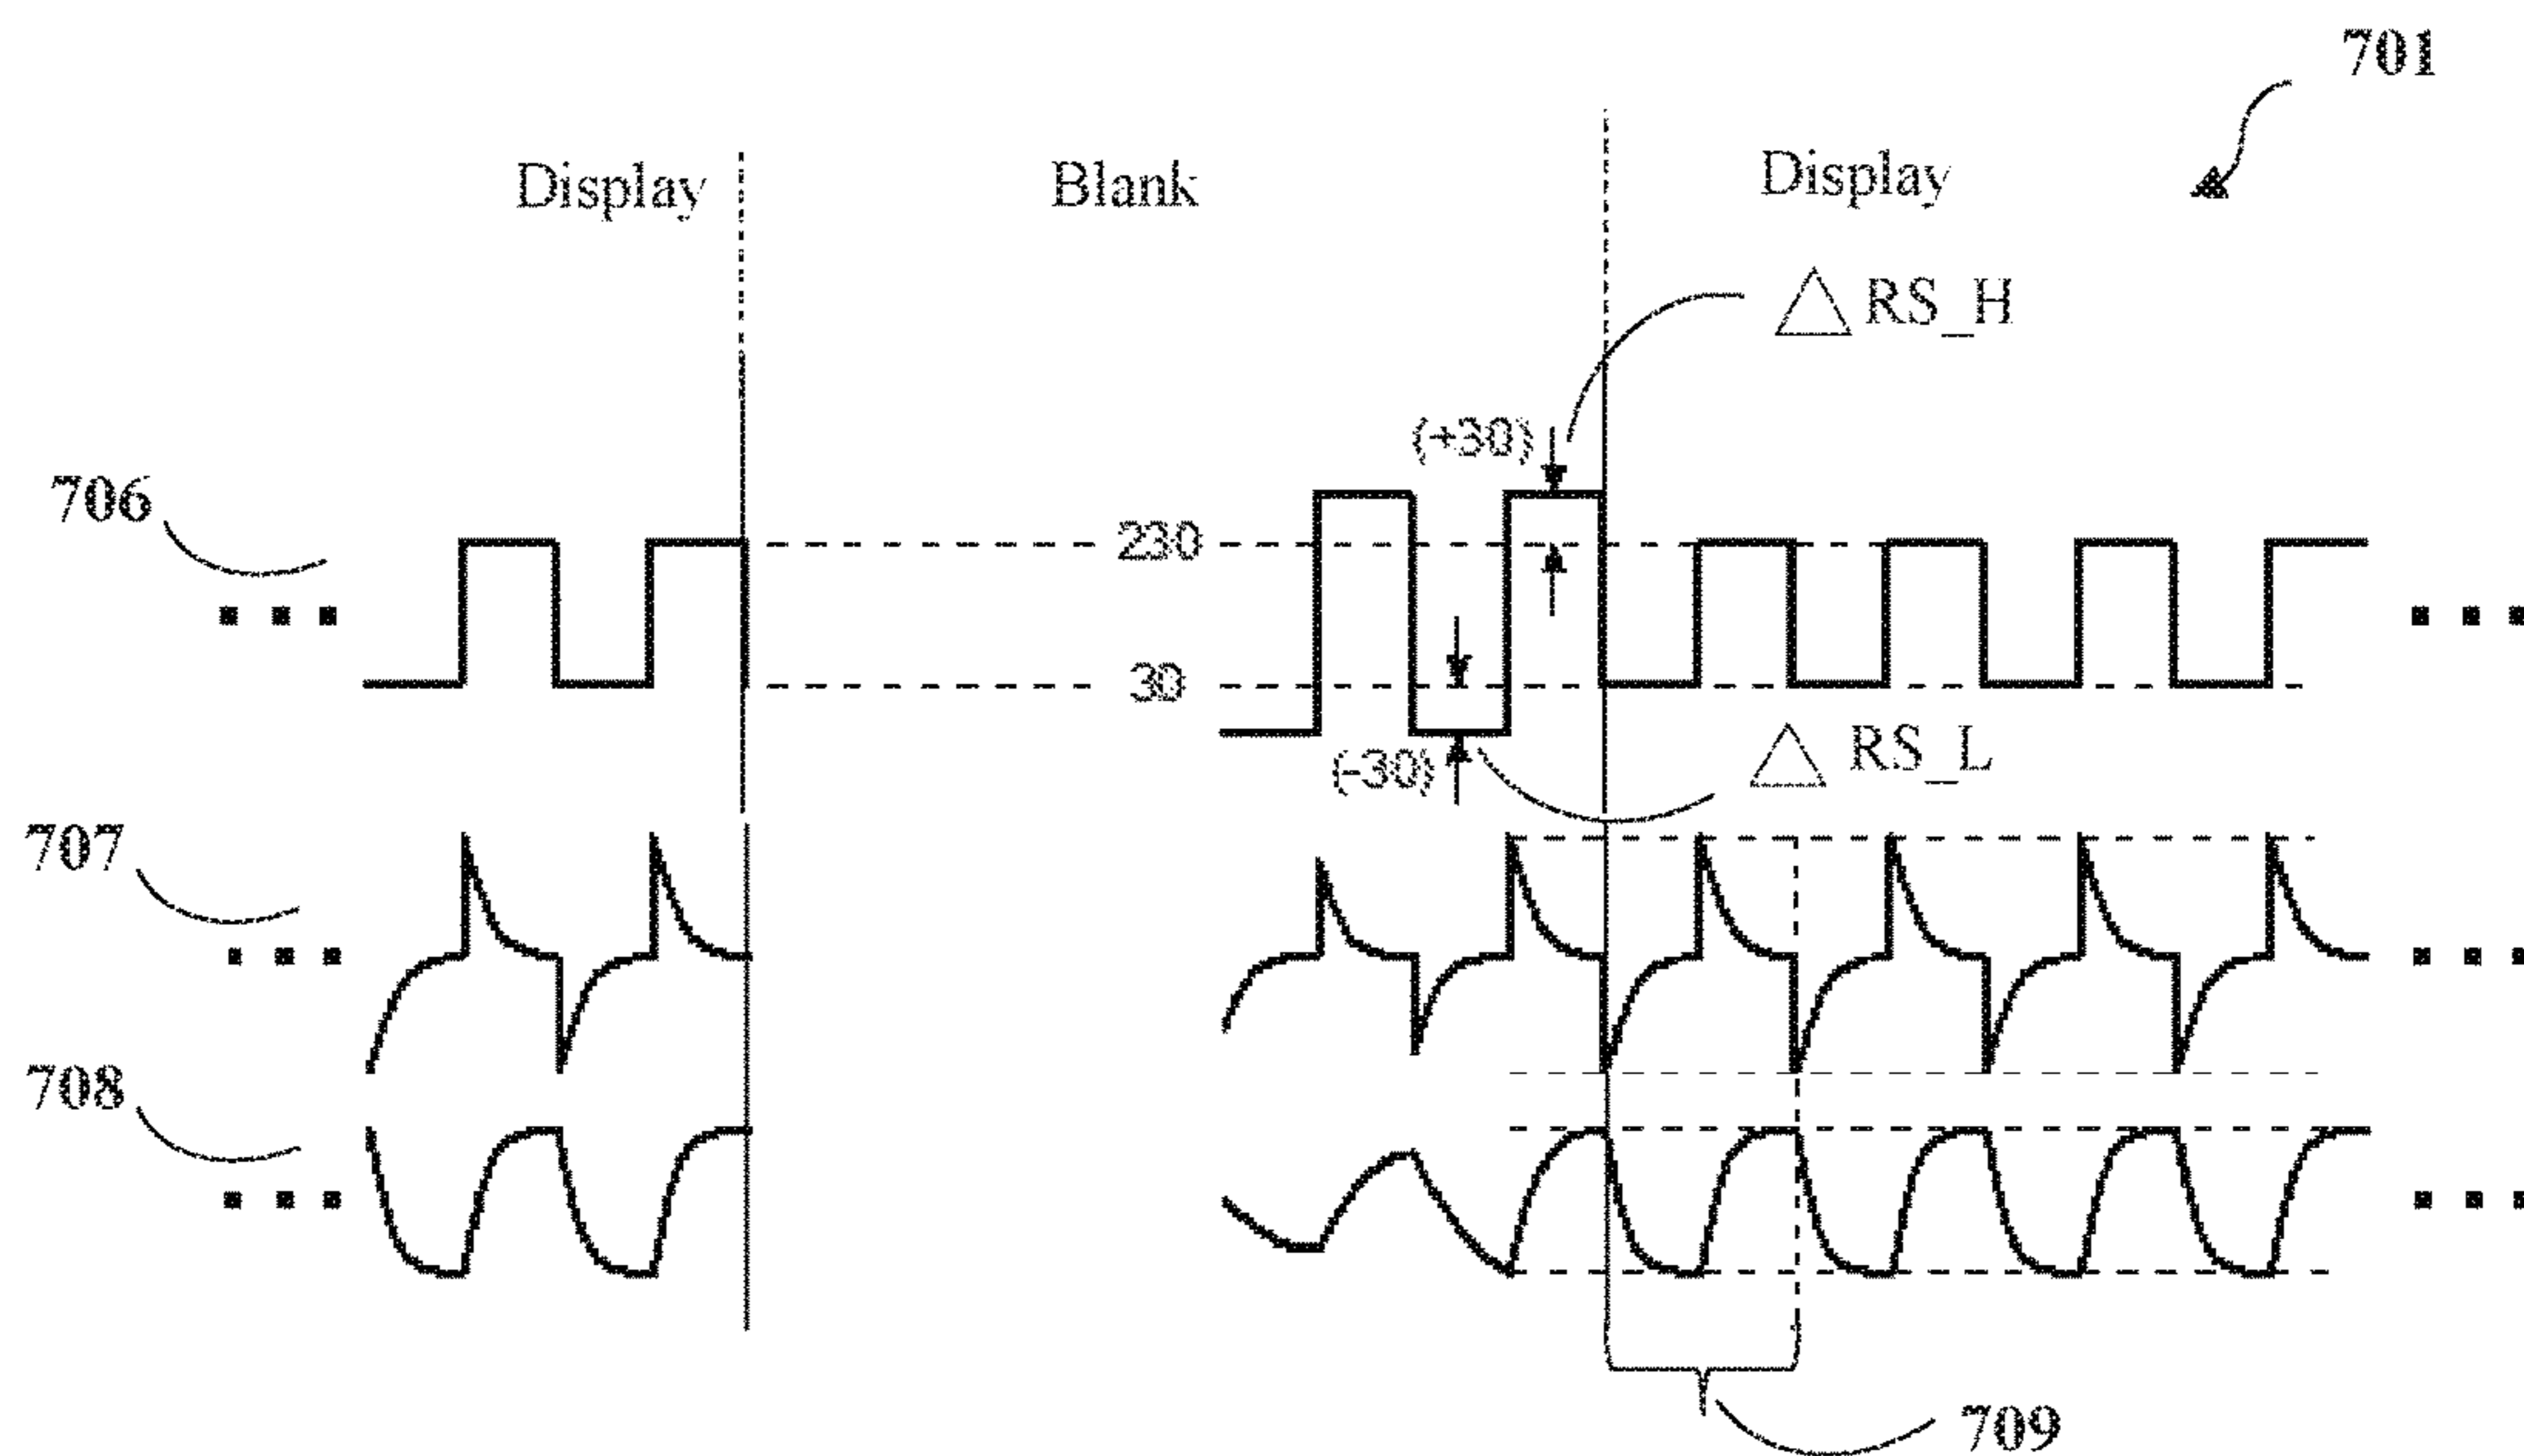 701
Display
Blank
Display
△ RS_H
(+30)
706
230
30
△ RS_L
(-30)
707
708
709